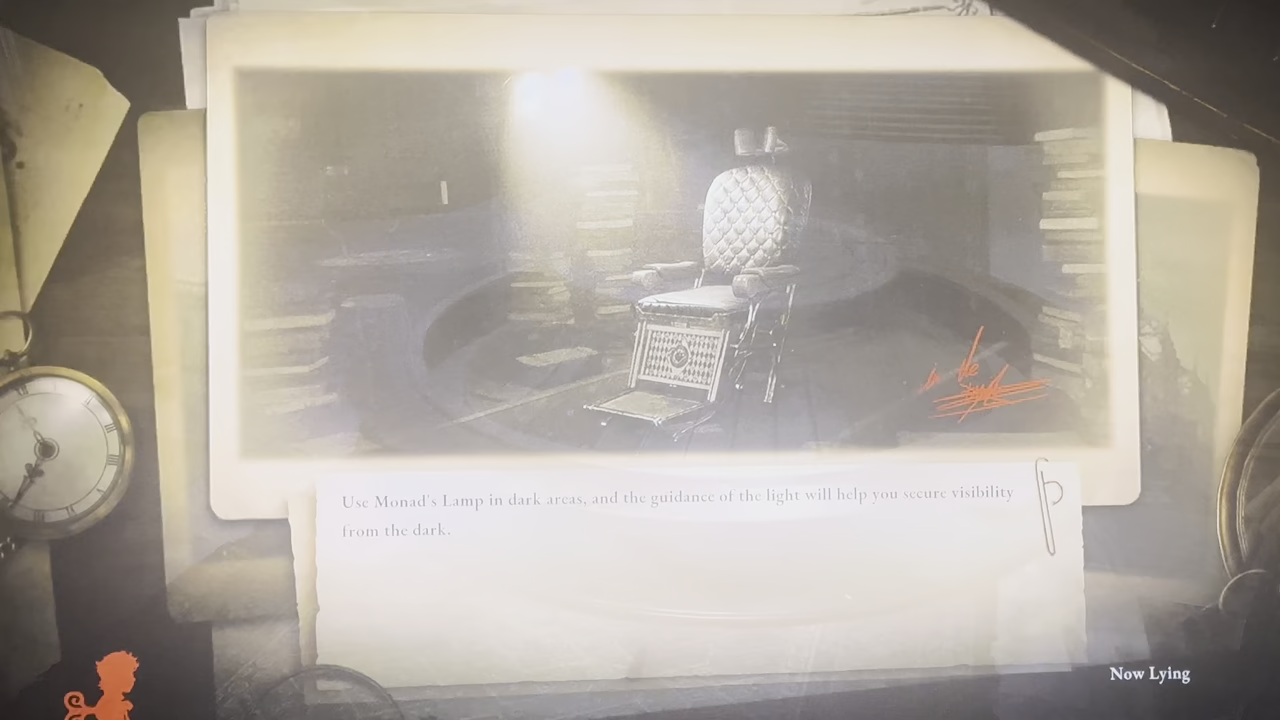 Use Monad's Lamp in dark areas, and the guidance of the light will help you secure visibility
from the dark.
Now Lying